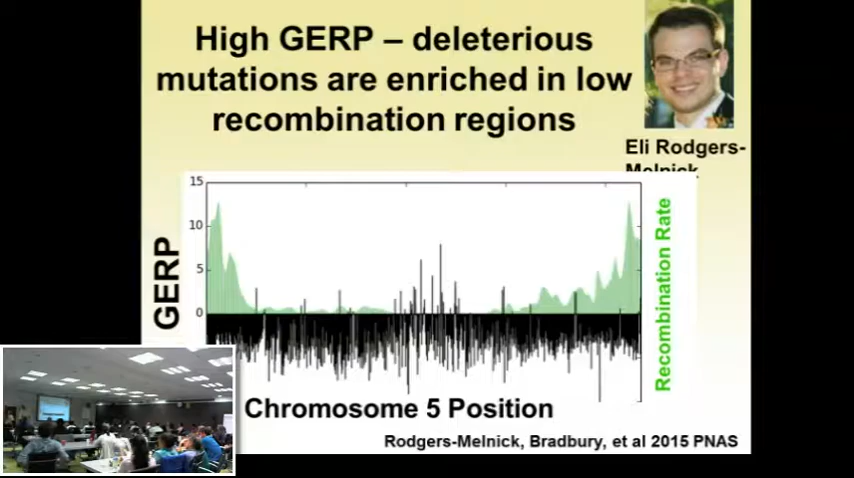 High GERP – deleterious
mutations are enriched in low
recombination regions
Eli Rodgers-
Melnick
15
10
5
0
GERP
Recombination Rate
Chromosome 5 Position
Rodgers-Melnick, Bradbury, et al 2015 PNAS